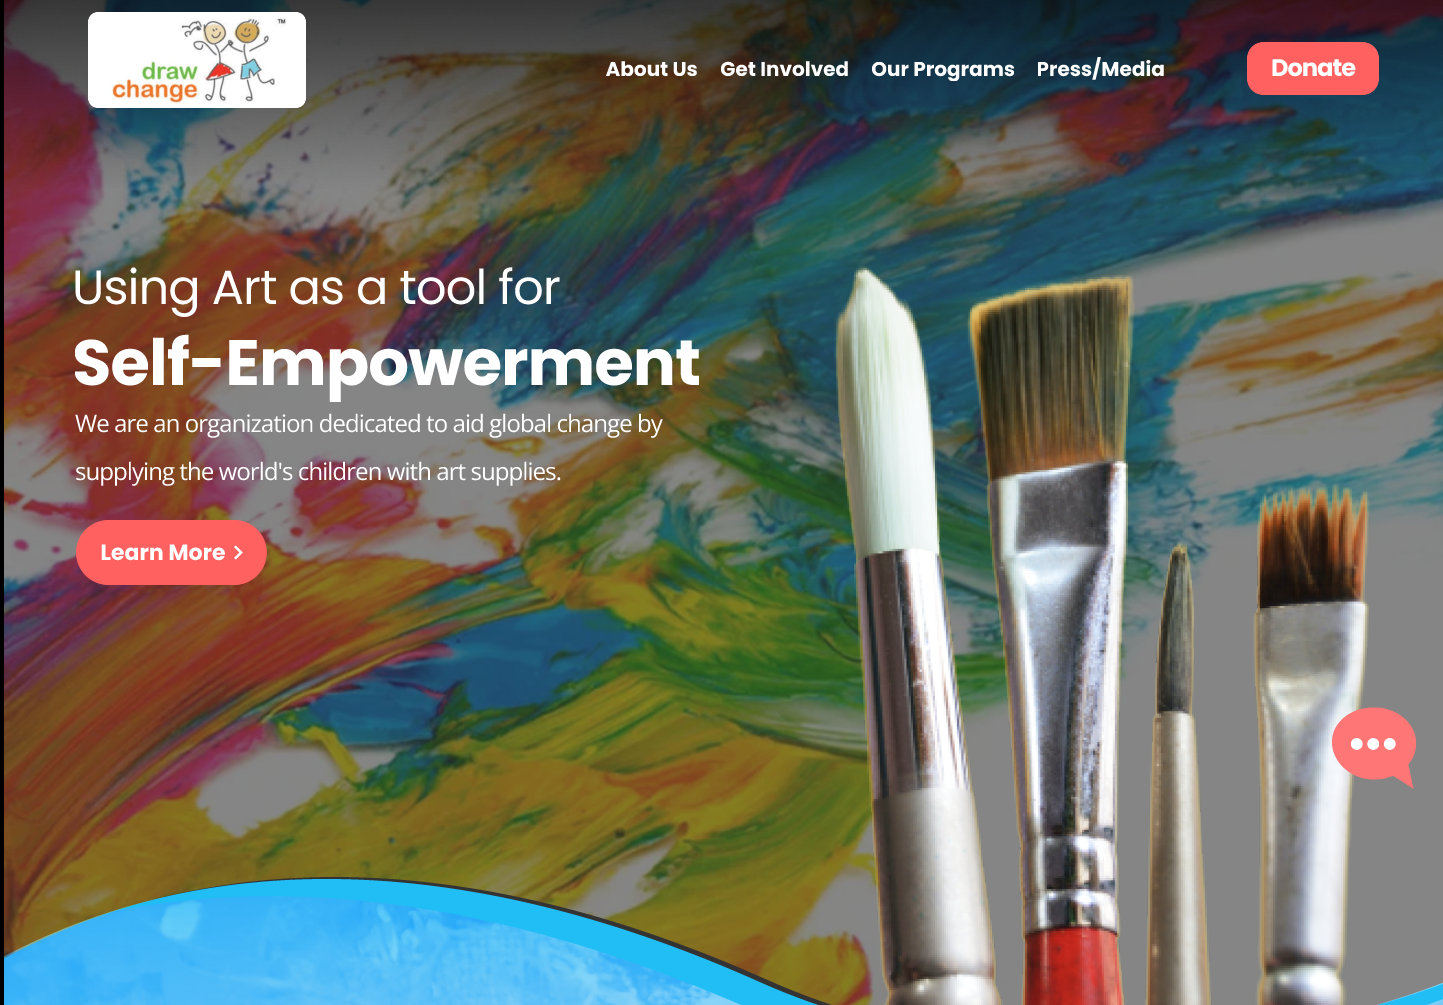 draw
change
™
About Us Get Involved Our Programs Press/Media Donate
Using Art as a tool for
Self-Empowerment
We are an organization dedicated to aid global change by
supplying the world's children with art supplies.
Learn More >